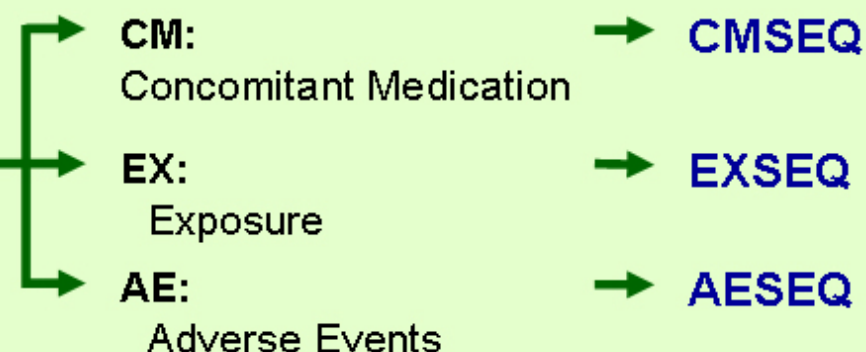 CM: CMSEQ
Concomitant Medication
EX: EXSEQ
Exposure
AE: AESEQ
Adverse Events